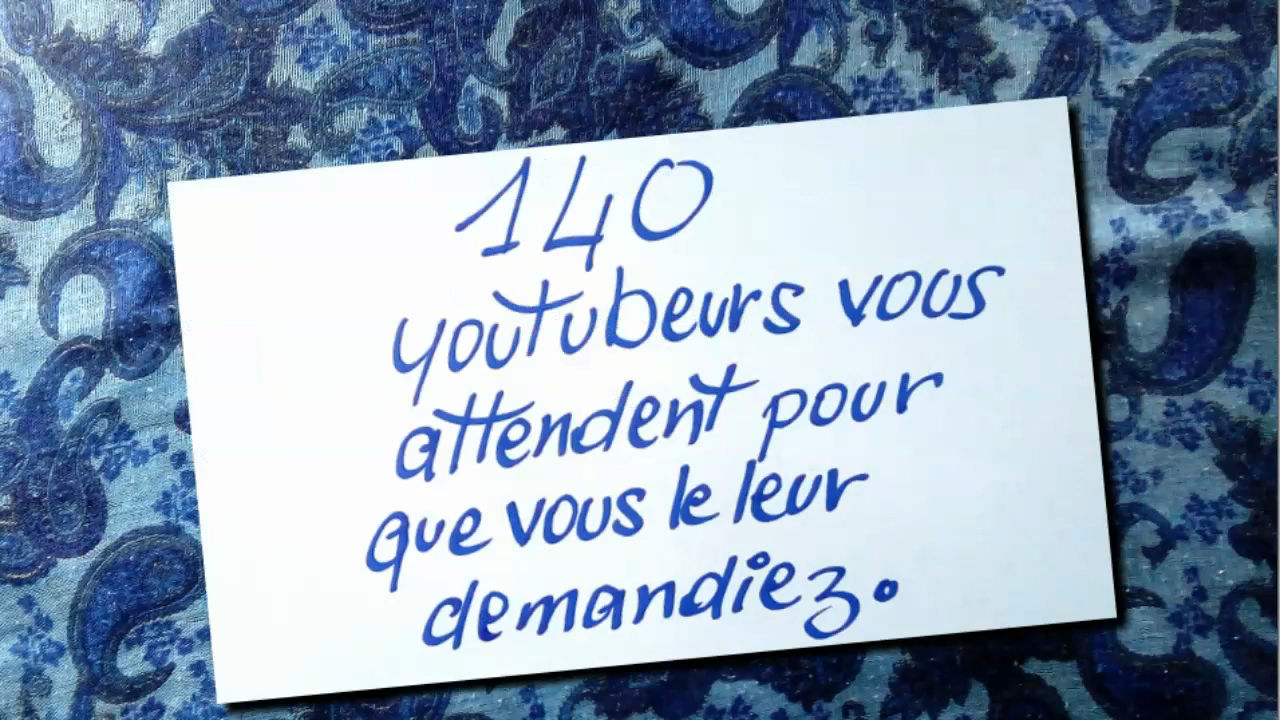 140
youtubeurs vous
attendent pour
que vous le leur
demandiez.